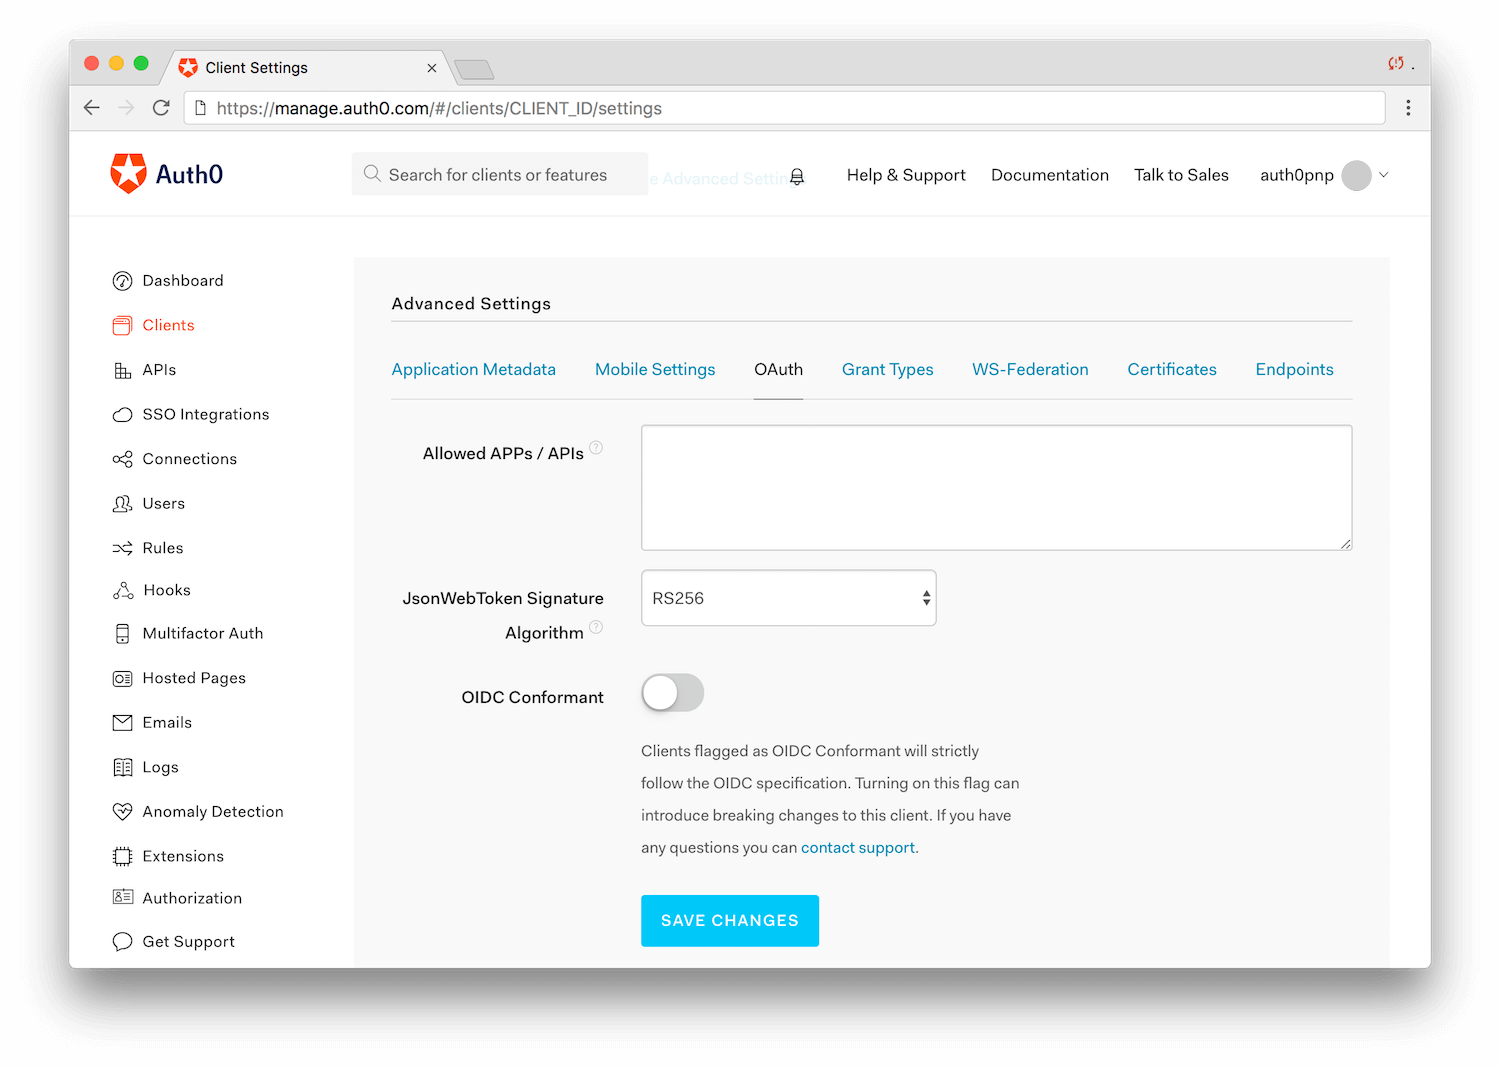 Client Settings
https://manage.auth0.com/#/clients/CLIENT_ID/settings
Auth0
Search for clients or features
e Advanced Setting
Help & Support
Documentation
Talk to Sales
auth0pnp
Dashboard
Clients
APIs
SSO Integrations
Connections
Users
Rules
Hooks
Multifactor Auth
Hosted Pages
Emails
Logs
Anomaly Detection
Extensions
Authorization
Get Support
Advanced Settings
Application Metadata
Mobile Settings
OAuth
Grant Types
WS-Federation
Certificates
Endpoints
Allowed APPs / APIs ?
JsonWebToken Signature
Algorithm ?
RS256
OIDC Conformant
Clients flagged as OIDC Conformant will strictly
follow the OIDC specification. Turning on this flag can
introduce breaking changes to this client. If you have
any questions you can contact support.
SAVE CHANGES